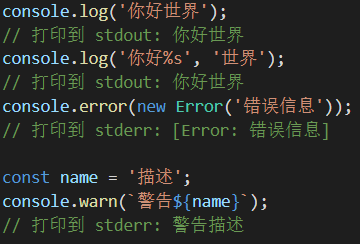 console.log('你好世界');
// 打印到 stdout: 你好世界
console.log('你好%s', '世界');
// 打印到 stdout: 你好世界
console.error(new Error('错误信息'));
// 打印到 stderr: [Error: 错误信息]
const name = '描述';
console.warn(`警告${name}`);
// 打印到 stderr: 警告描述